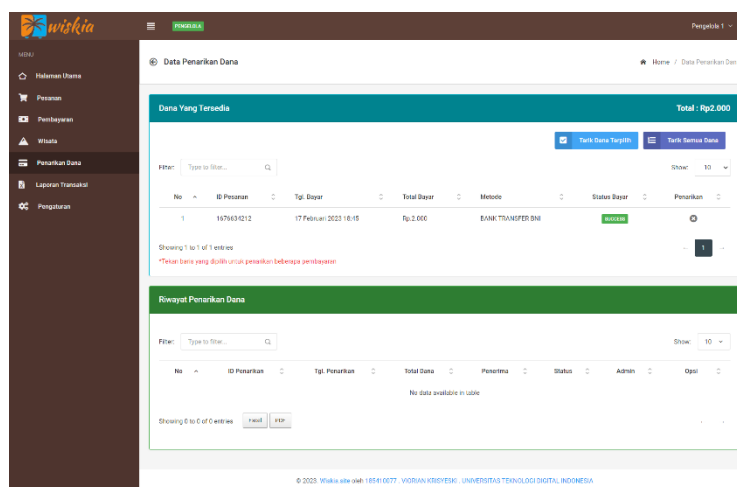 wiskia
PENGELOLA
Pengelola 1
MENU
Halaman Utama
Pesanan
Pembayaran
Wisata
Penarikan Dana
Laporan Transaksi
Pengaturan
Data Penarikan Dana
Home / Data Penarikan Dan
Dana Yang Tersedia
Total : Rp2.000
Tarik Dana Terpilih
Tarik Semua Dana
Filter: Type to filter...
Show: 10
No ID Pesanan Tgl. Bayar Total Bayar Metode Status Bayar Penarikan
1 1676634212 17 Februari 2023 18:45 Rp.2.000 BANK TRANSFER BNI SUCCESS
Showing 1 to 1 of 1 entries
1
*Tekan baris yang dipilih untuk penarikan beberapa pembayaran
Riwayat Penarikan Dana
Filter: Type to filter...
Show: 10
No ID Penarikan Tgl. Penarikan Total Dana Penerima Status Admin Opsi
No data available in table
Showing 0 to 0 of 0 entries
Excel PDF
© 2023. Wiskia site oleh 185410077 . VIORIAN KRISYESKI . UNIVERSITAS TEKNOLOGI DIGITAL INDONESIA